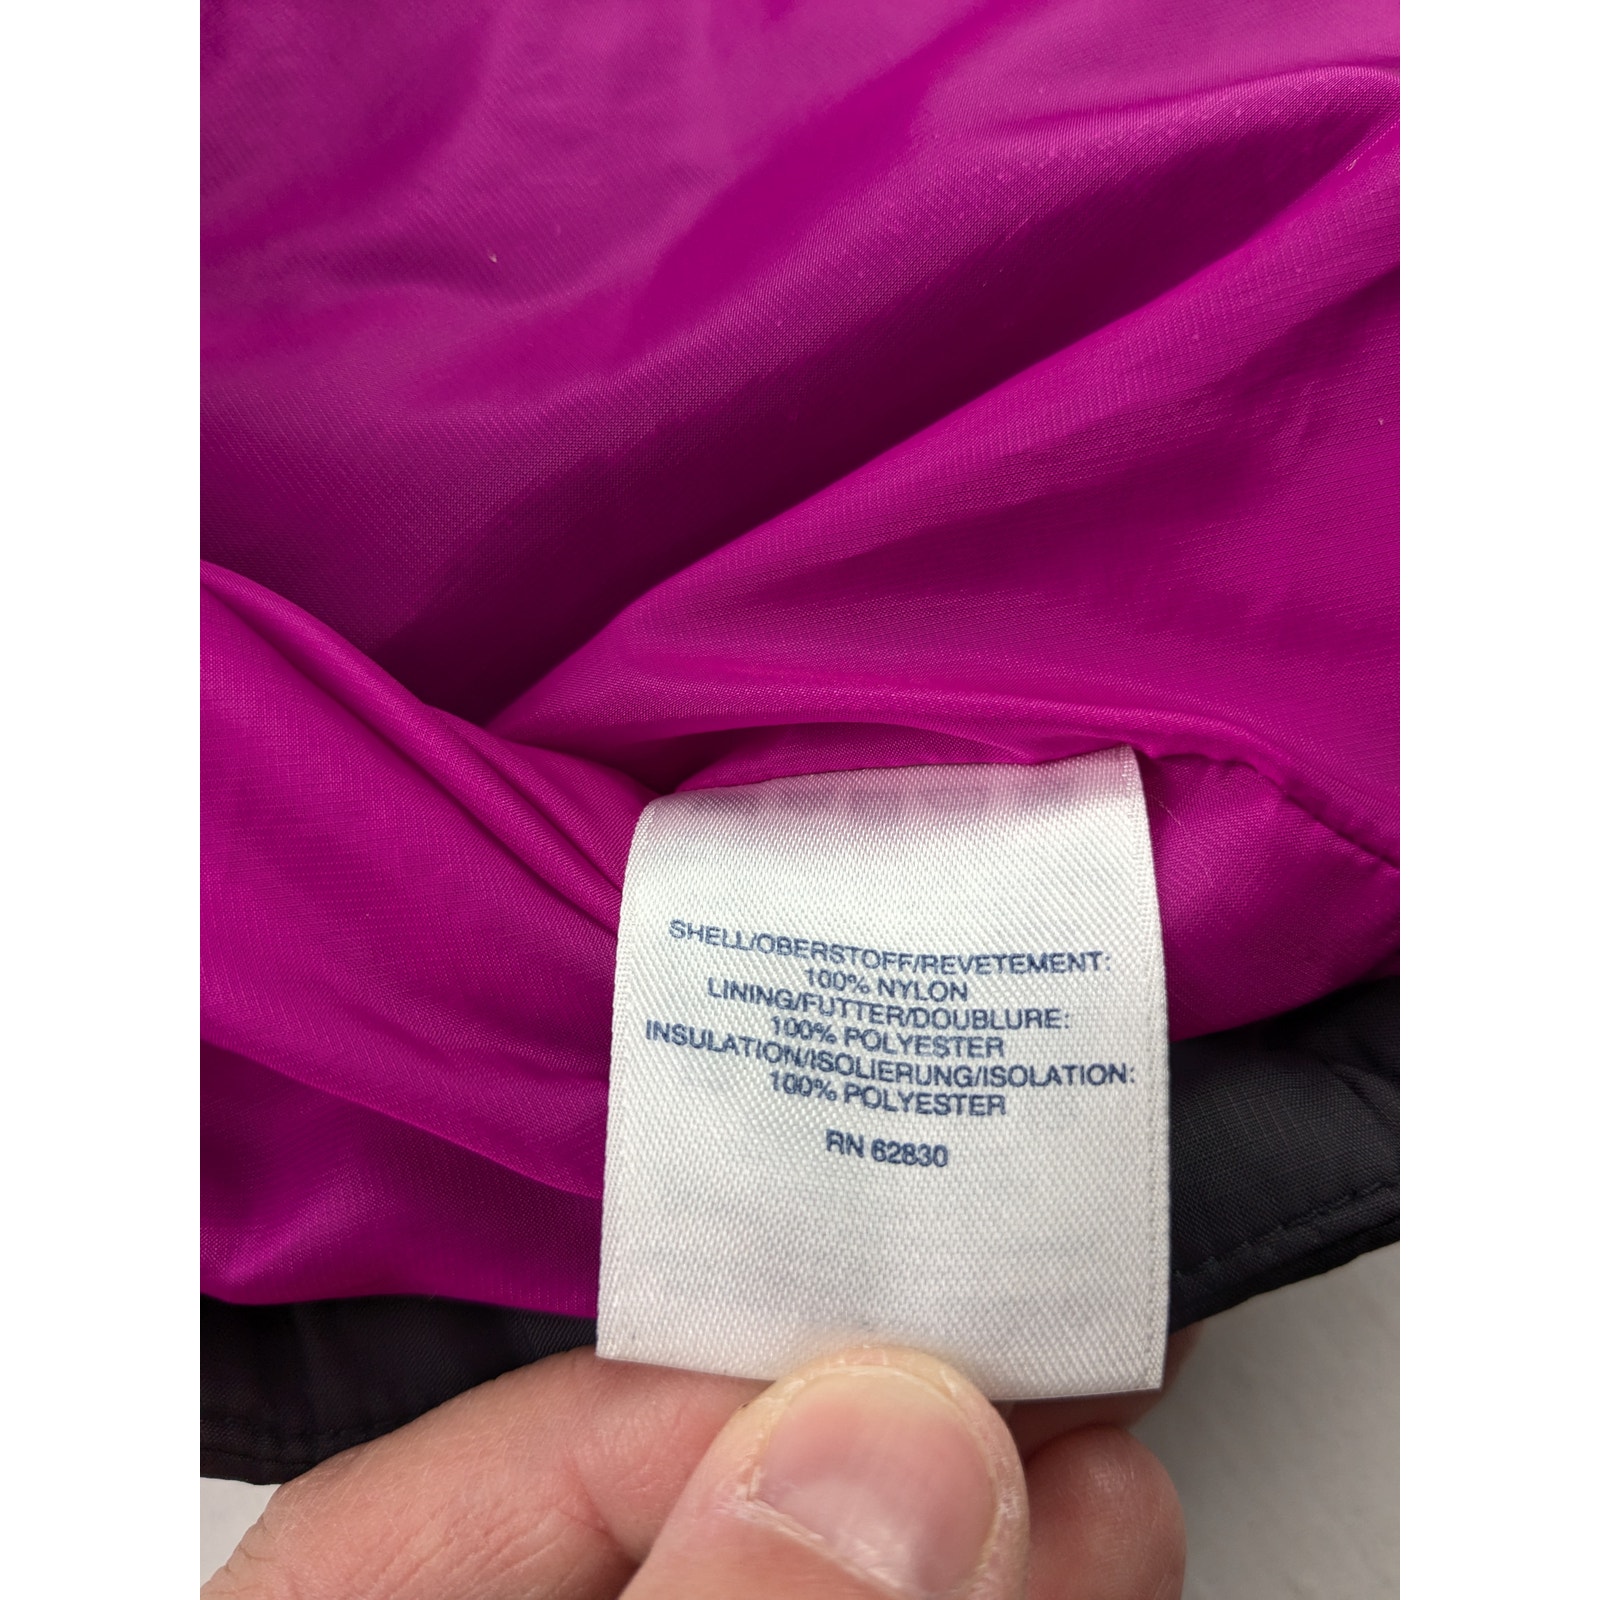 SHELL/OBERSTOFF/REVETEMENT:
100% NYLON
LINING/FUTTER/DOUBLURE:
100% POLYESTER
INSULATION/ISOLIERUNG/ISOLATION:
100% POLYESTER
RN 62830